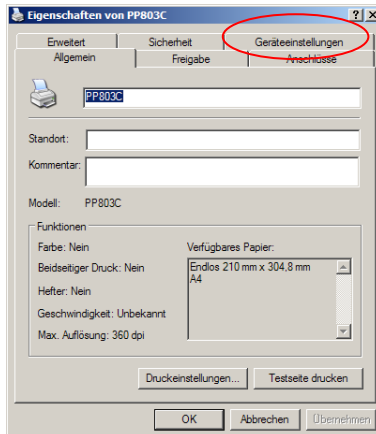 Eigenschaften von PP803C
Erweitert Sicherheit Geräteeinstellungen
Allgemein Freigabe Anschlüsse
PP803C
Standort:
Kommentar:
Modell: PP803C
Funktionen
Farbe: Nein
Verfügbares Papier:
Beidseitiger Druck: Nein
Endlos 210 mm x 304,8 mm
A4
Hefter: Nein
Geschwindigkeit: Unbekannt
Max. Auflösung: 360 dpi
Druckeinstellungen... Testseite drucken
OK Abbrechen Übernehmen